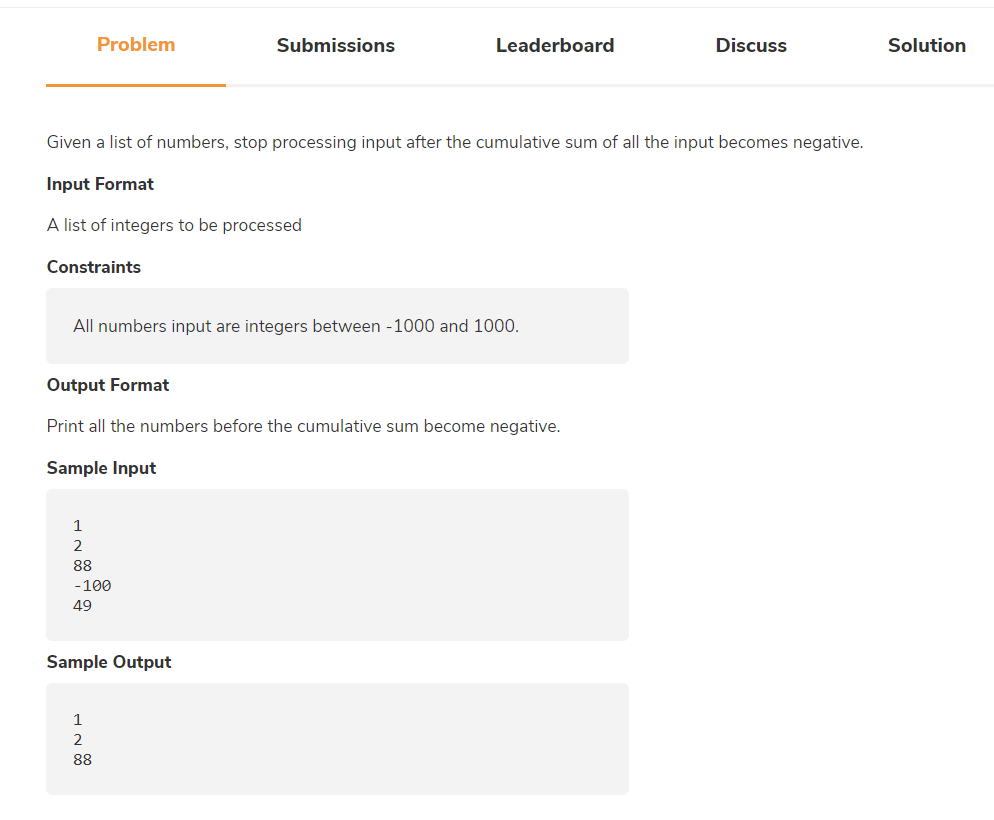 Problem Submissions Leaderboard Discuss Solution
Given a list of numbers, stop processing input after the cumulative sum of all the input becomes negative.
Input Format
A list of integers to be processed
Constraints
All numbers input are integers between -1000 and 1000.
Output Format
Print all the numbers before the cumulative sum become negative.
Sample Input
1
2
88
-100
49
Sample Output
1
2
88